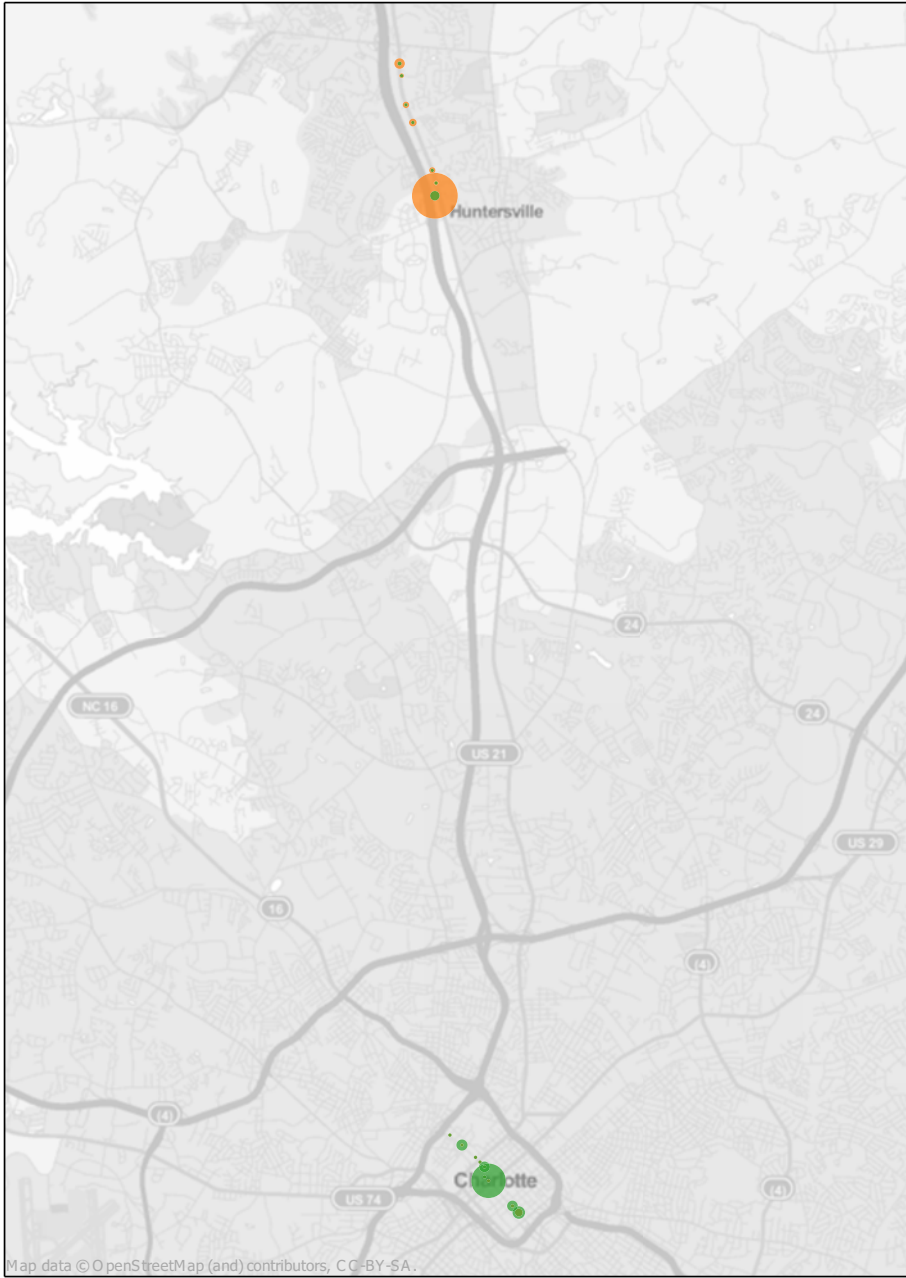 Huntersville
24
NC 16
24
US 21
US 29
16
(4)
(4)
Charlotte
US 74
(4)
Map data © OpenStreetMap (and) contributors, CC-BY-SA.